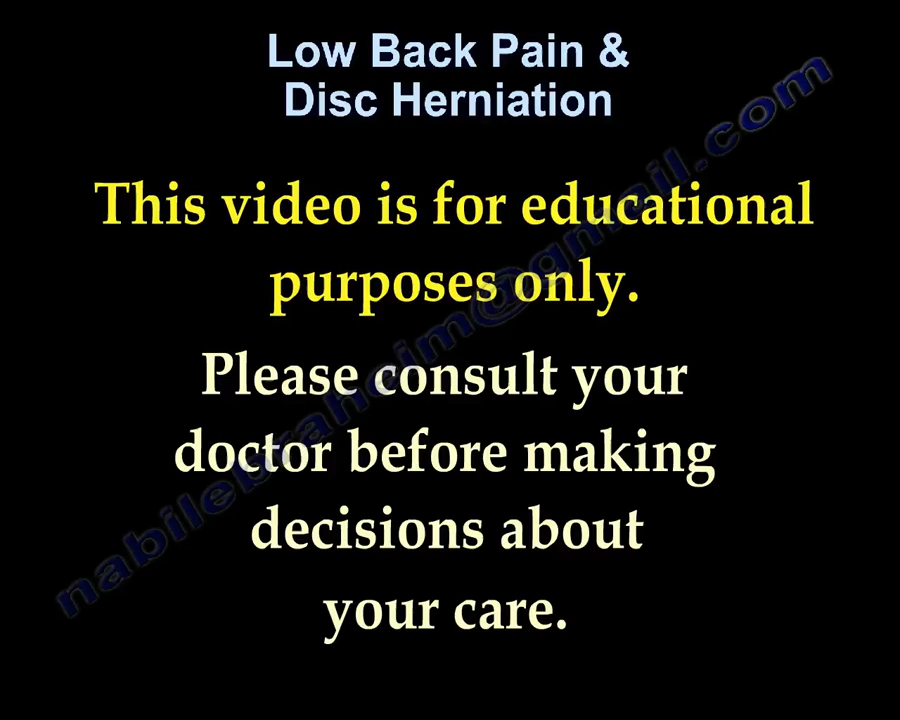 Low Back Pain &
Disc Herniation
This video is for educational
purposes only.
Please consult your
doctor before making
decisions about
your care.
nabilebraheim@gmail.com